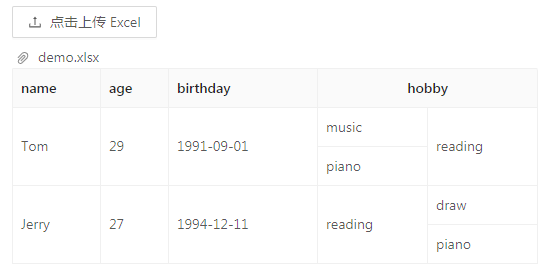 点击上传 Excel
demo.xlsx
name age birthday hobby
music
Tom 29 1991-09-01 reading
piano
draw
Jerry 27 1994-12-11 reading
piano